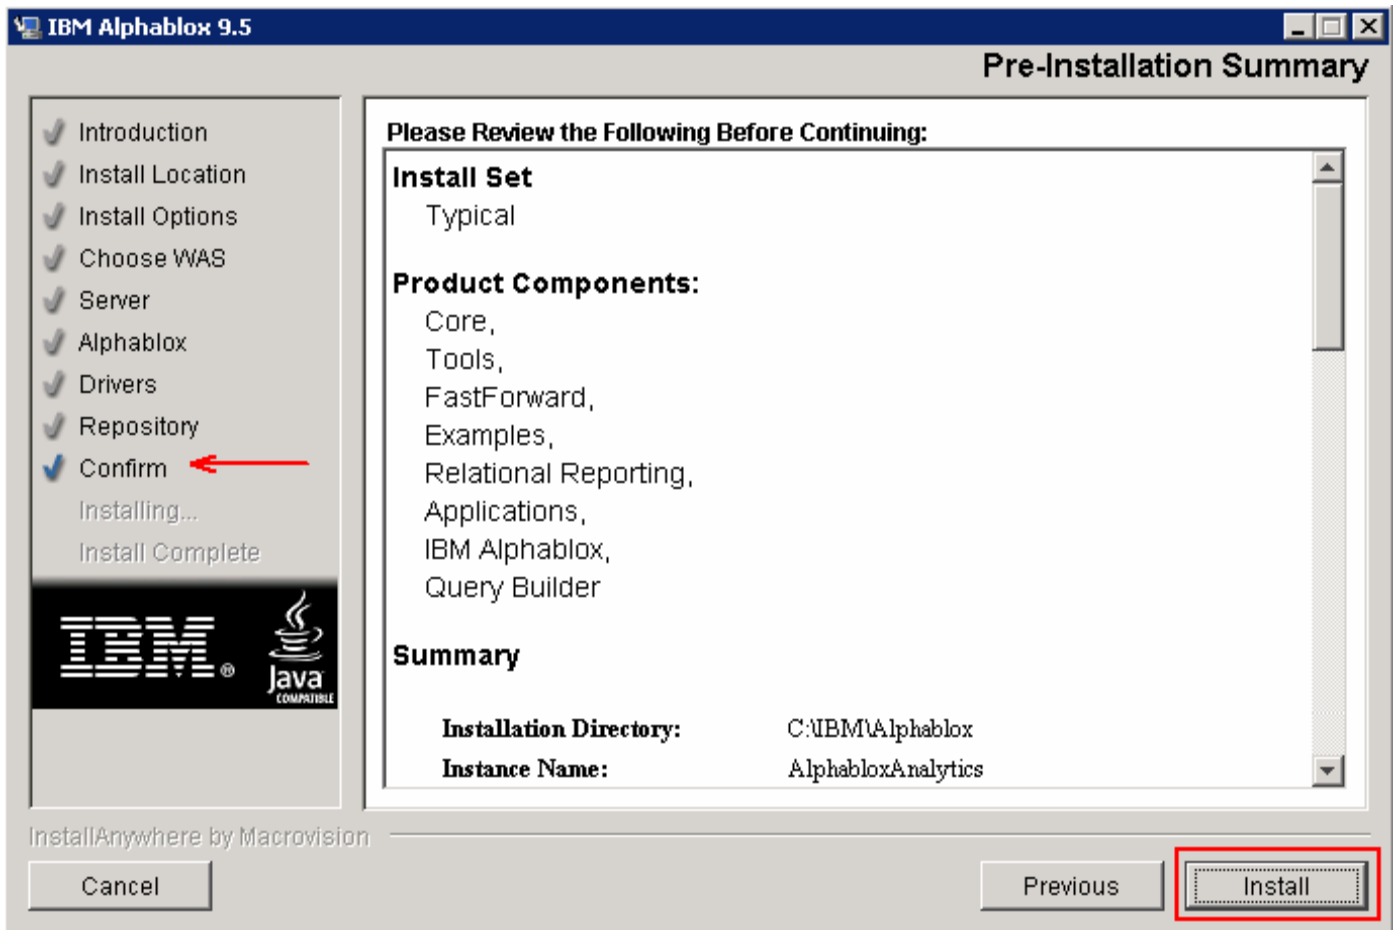 IBM Alphablox 9.5
Pre-Installation Summary
Introduction
Install Location
Install Options
Choose WAS
Server
Alphablox
Drivers
Repository
Confirm
Installing...
Install Complete
IBM®
Java
COMPATIBLE
Please Review the Following Before Continuing:
Install Set
Typical
Product Components:
Core,
Tools,
FastForward,
Examples,
Relational Reporting,
Applications,
IBM Alphablox,
Query Builder
Summary
Installation Directory: C:\IBM\Alphablox
Instance Name: AlphabloxAnalytics
InstallAnywhere by Macrovision
Cancel Previous Install